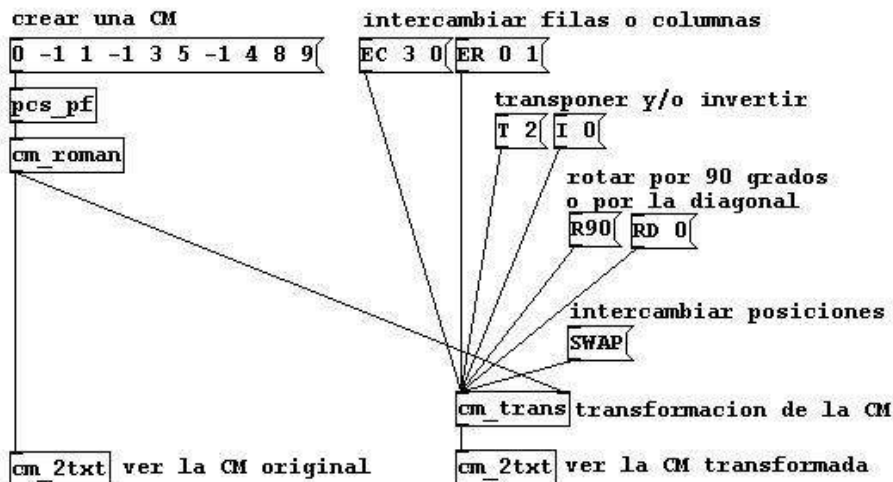 crear una CM
intercambiar filas o columnas
0 -1 1 -1 3 5 -1 4 8 9
EC 3 0
ER 0 1
pcs_pf
transponer y/o invertir
T 2
I 0
cm_roman
rotar por 90 grados
o por la diagonal
R90
RD 0
intercambiar posiciones
SWAP
cm_trans
transformacion de la CM
cm_2txt
ver la CM original
cm_2txt
ver la CM transformada